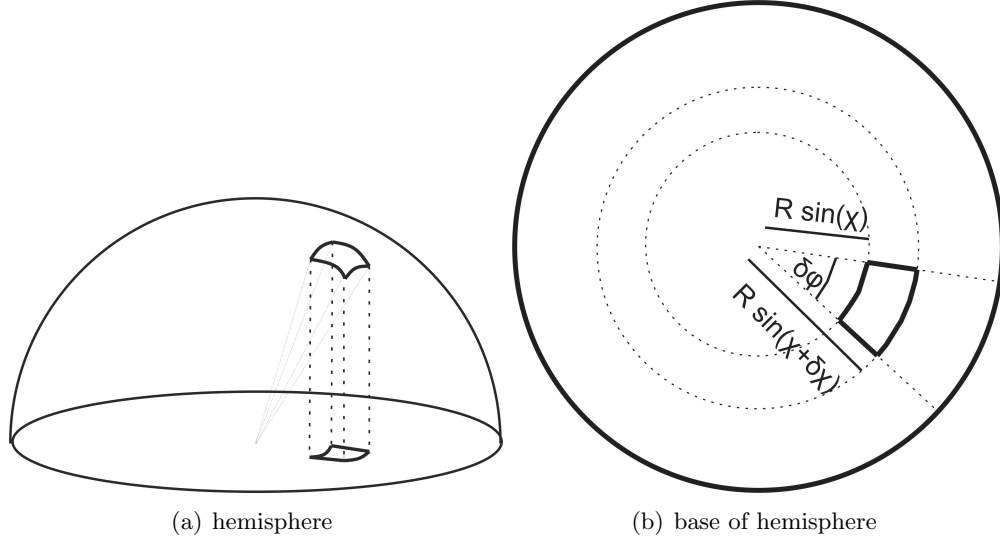 R sin(χ)
δφ
R sin(χ+δχ)
(a) hemisphere
(b) base of hemisphere